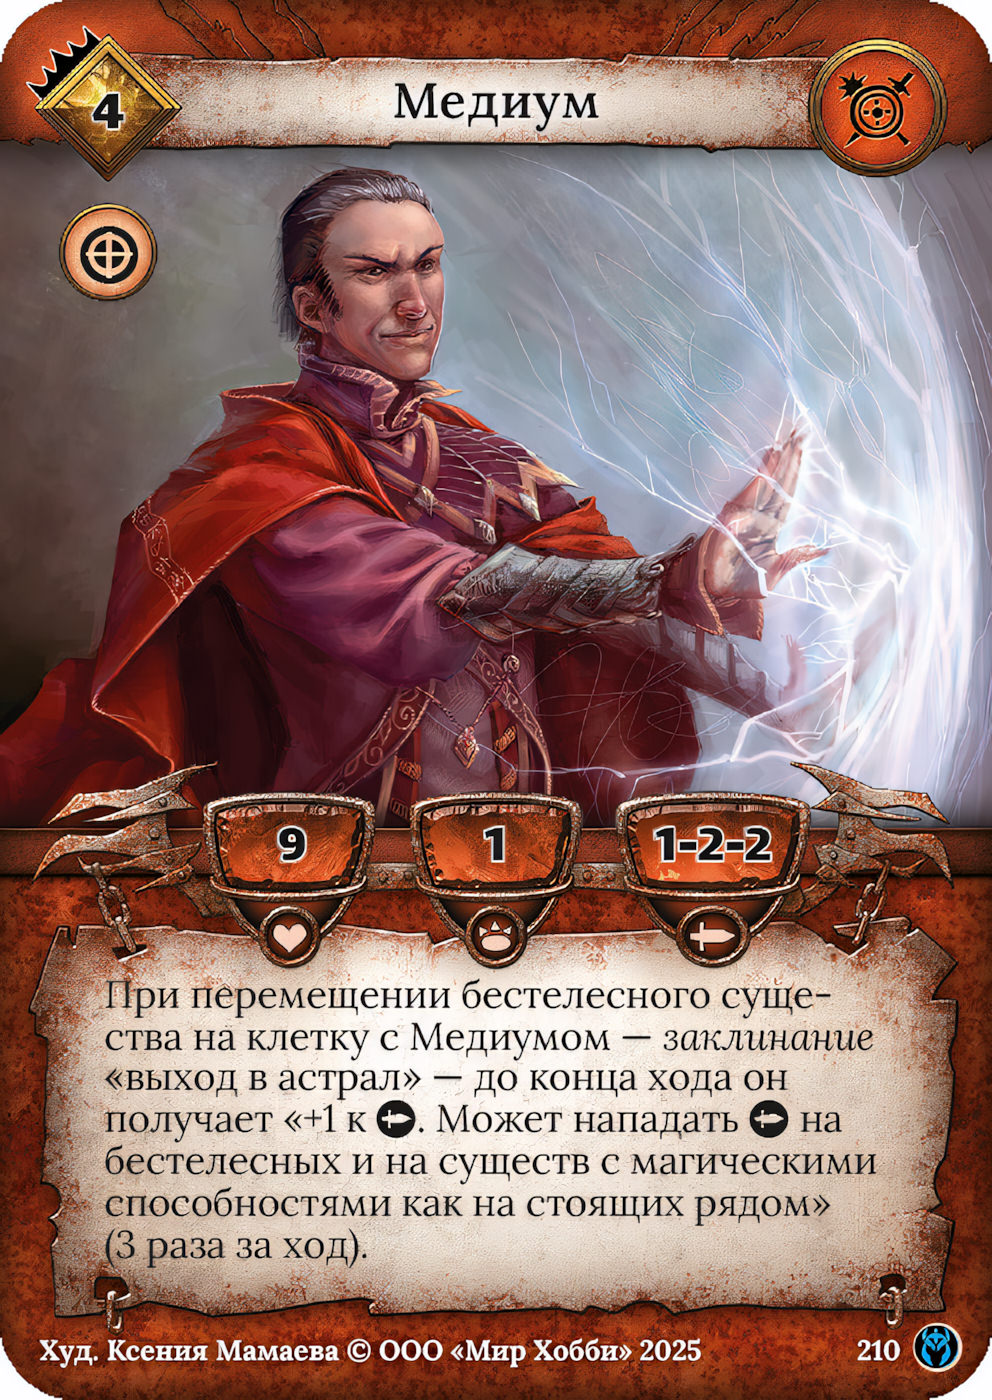 4
Медиум
9
1
1-2-2
При перемещении бестелесного суще-
ства на клетку с Медиумом — заклинание
«выход в астрал» — до конца хода он
получает «+1 к . Может нападать на
бестелесных и на существ с магическими
способностями как на стоящих рядом»
(3 раза за ход).
Худ. Ксения Мамаева © ООО «Мир Хобби» 2025
210